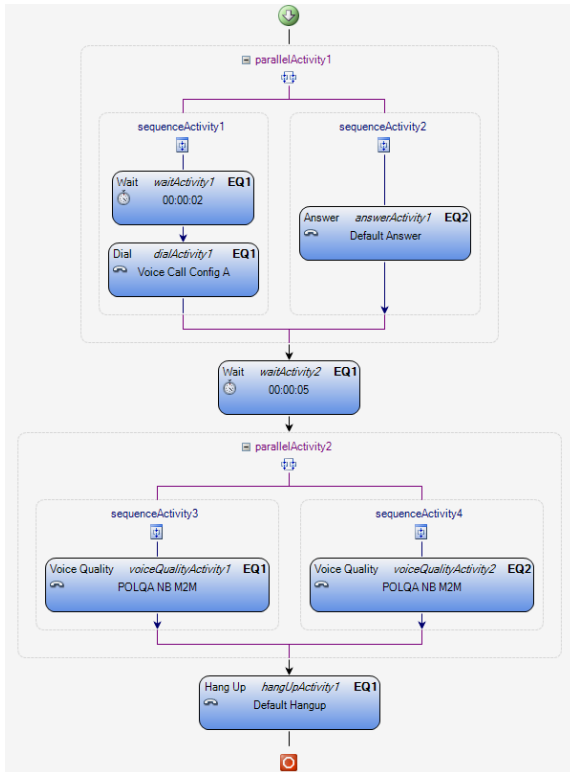 parallelActivity1
sequenceActivity1
sequenceActivity2
Wait waitActivity1 EQ1
00:00:02
Dial dialActivity1 EQ1
Voice Call Config A
Answer answerActivity1 EQ2
Default Answer
Wait waitActivity2 EQ1
00:00:05
parallelActivity2
sequenceActivity3
sequenceActivity4
Voice Quality voiceQualityActivity1 EQ1
POLQA NB M2M
Voice Quality voiceQualityActivity2 EQ2
POLQA NB M2M
Hang Up hangUpActivity1 EQ1
Default Hangup